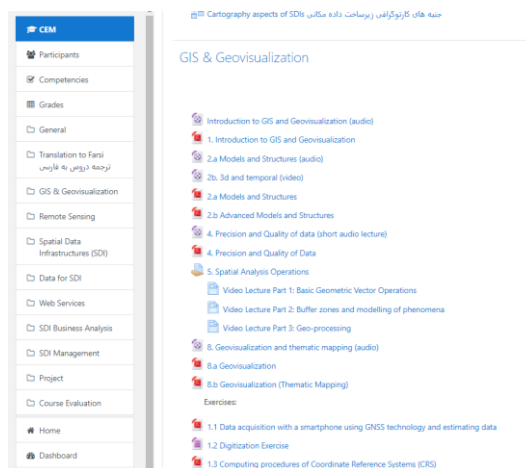 CEM
Participants
Competencies
Grades
General
Translation to Farsi
ترجمه دروس به فارسی
GIS & Geovisualization
Remote Sensing
Spatial Data
Infrastructures (SDI)
Data for SDI
Web Services
SDI Business Analysis
SDI Management
Project
Course Evaluation
Home
Dashboard
Cartography aspects of SDIs جنبه های کارتوگرافی زیرساخت داده مکانی
GIS & Geovisualization
Introduction to GIS and Geovisualization (audio)
1. Introduction to GIS and Geovisualization
2.a Models and Structures (audio)
2b. 3d and temporal (video)
2.a Models and Structures
2.b Advanced Models and Structures
4. Precision and Quality of data (short audio lecture)
4. Precision and Quality of Data
5. Spatial Analysis Operations
Video Lecture Part 1: Basic Geometric Vector Operations
Video Lecture Part 2: Buffer zones and modelling of phenomena
Video Lecture Part 3: Geo-processing
8. Geovisualization and thematic mapping (audio)
8.a Geovisualization
8.b Geovisualization (Thematic Mapping)
Exercises:
1.1 Data acquisition with a smartphone using GNSS technology and estimating data
1.2 Digitization Exercise
1.3 Computing procedures of Coordinate Reference Systems (CRS)